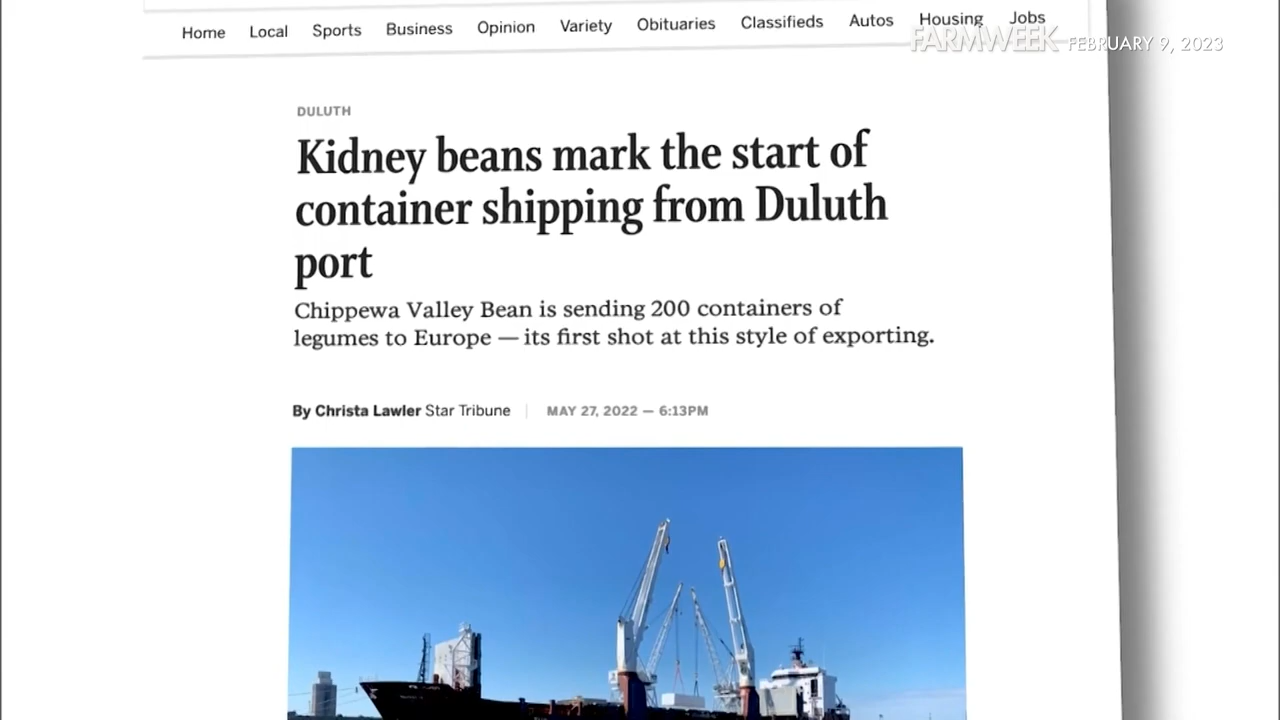 Home Local Sports Business Opinion Variety Obituaries Classifieds Autos Housing Jobs
FARMWEEK FEBRUARY 9, 2023
DULUTH
Kidney beans mark the start of
container shipping from Duluth
port
Chippewa Valley Bean is sending 200 containers of
legumes to Europe — its first shot at this style of exporting.
By Christa Lawler Star Tribune MAY 27, 2022 — 6:13PM